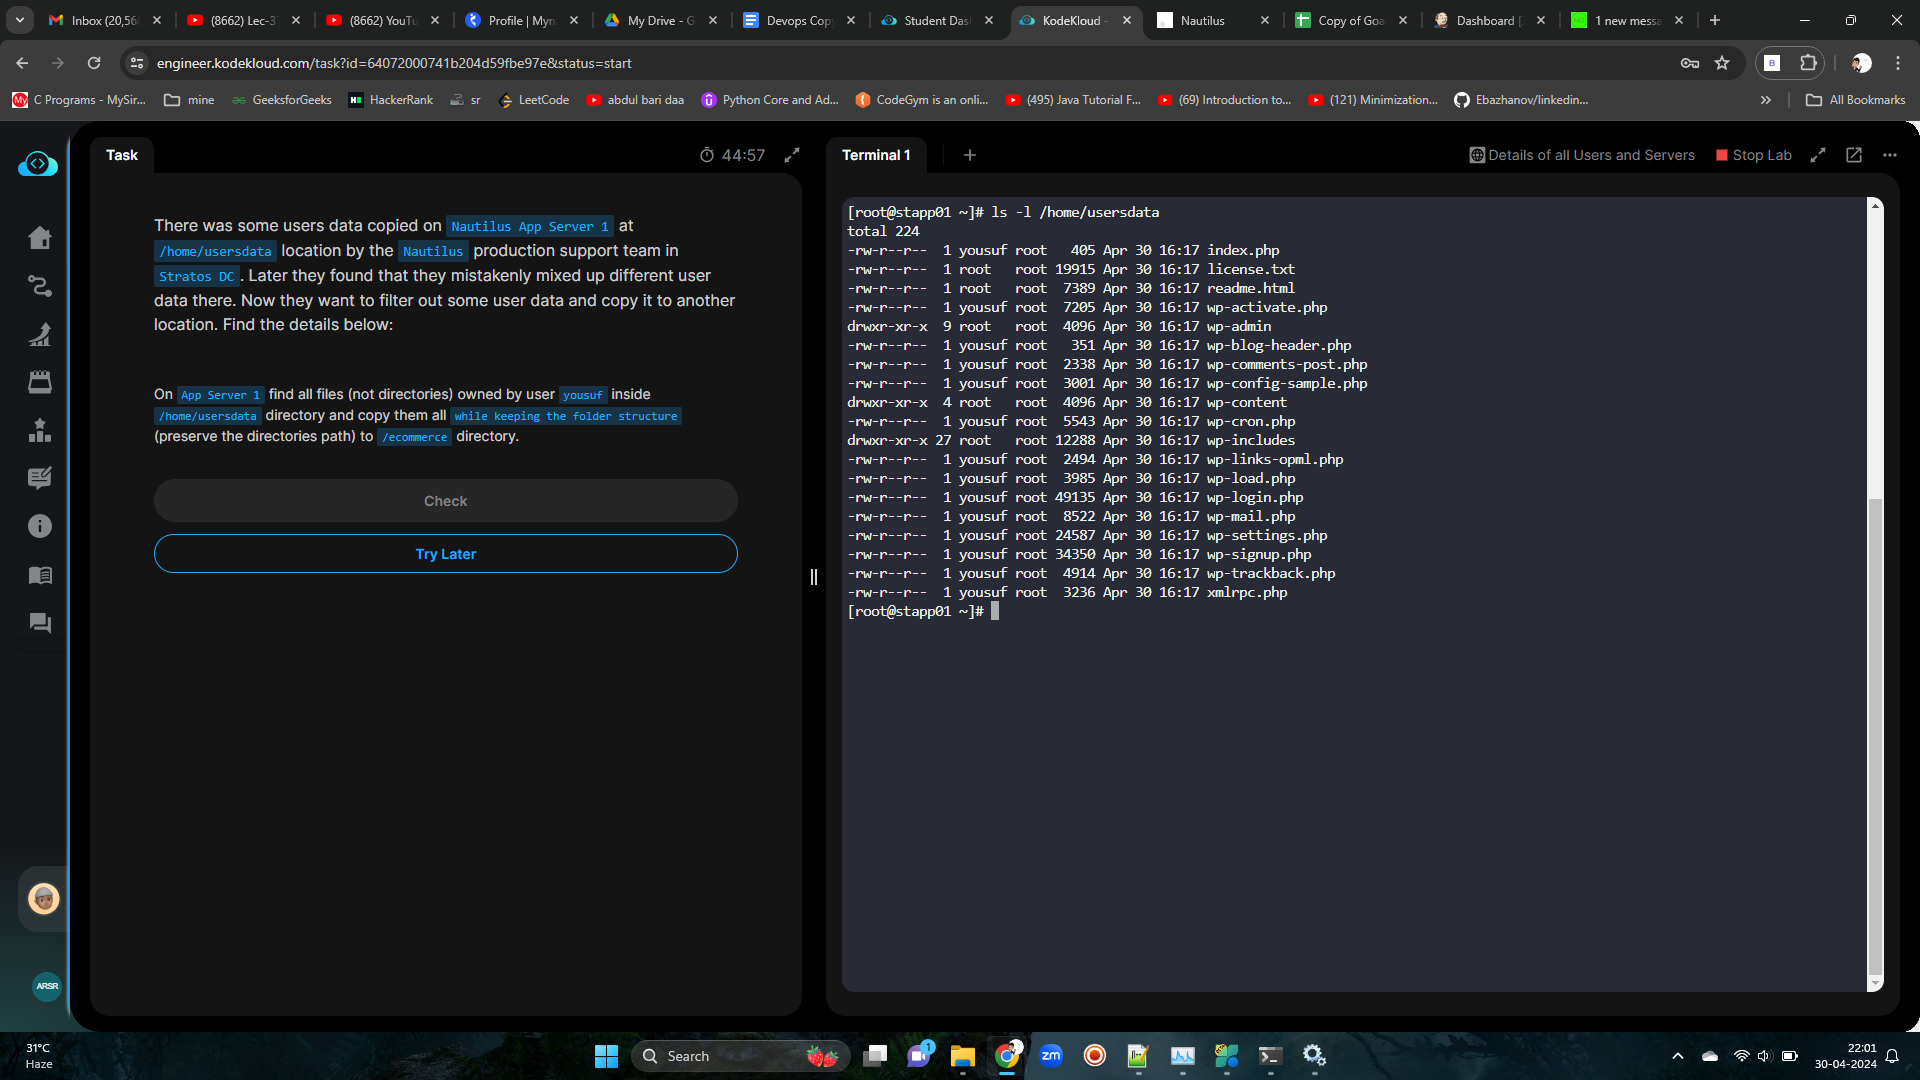 Inbox (20,56
(8662) Lec-3
(8662) YouTu
Profile | Myn
My Drive - G
Devops Cop
Student Das
KodeKloud -
Nautilus
Copy of Goa
Dashboard [
1 new messa
engineer.kodekloud.com/task?id=64072000741b204d59fbe97e&status=start
C Programs - MySir...
mine
GeeksforGeeks
HackerRank
sr
LeetCode
abdul bari daa
Python Core and Ad...
CodeGym is an onli...
(495) Java Tutorial F...
(69) Introduction to...
(121) Minimization...
Ebazhanov/linkedin...
All Bookmarks
Task
44:57
There was some users data copied on Nautilus App Server 1 at
/home/usersdata location by the Nautilus production support team in
Stratos DC. Later they found that they mistakenly mixed up different user
data there. Now they want to filter out some user data and copy it to another
location. Find the details below:
On App Server 1 find all files (not directories) owned by user yousuf inside
/home/usersdata directory and copy them all while keeping the folder structure
(preserve the directories path) to /ecommerce directory.
Check
Try Later
ARSR
Terminal 1
Details of all Users and Servers
Stop Lab
[root@stapp01 ~]# ls -l /home/usersdata
total 224
-rw-r--r--  1 yousuf root   405 Apr 30 16:17 index.php
-rw-r--r--  1 root   root 19915 Apr 30 16:17 license.txt
-rw-r--r--  1 root   root  7389 Apr 30 16:17 readme.html
-rw-r--r--  1 yousuf root  7205 Apr 30 16:17 wp-activate.php
drwxr-xr-x  9 root   root  4096 Apr 30 16:17 wp-admin
-rw-r--r--  1 yousuf root   351 Apr 30 16:17 wp-blog-header.php
-rw-r--r--  1 yousuf root  2338 Apr 30 16:17 wp-comments-post.php
-rw-r--r--  1 yousuf root  3001 Apr 30 16:17 wp-config-sample.php
drwxr-xr-x  4 root   root  4096 Apr 30 16:17 wp-content
-rw-r--r--  1 yousuf root  5543 Apr 30 16:17 wp-cron.php
drwxr-xr-x 27 root   root 12288 Apr 30 16:17 wp-includes
-rw-r--r--  1 yousuf root  2494 Apr 30 16:17 wp-links-opml.php
-rw-r--r--  1 yousuf root  3985 Apr 30 16:17 wp-load.php
-rw-r--r--  1 yousuf root 49135 Apr 30 16:17 wp-login.php
-rw-r--r--  1 yousuf root  8522 Apr 30 16:17 wp-mail.php
-rw-r--r--  1 yousuf root 24587 Apr 30 16:17 wp-settings.php
-rw-r--r--  1 yousuf root 34350 Apr 30 16:17 wp-signup.php
-rw-r--r--  1 yousuf root  4914 Apr 30 16:17 wp-trackback.php
-rw-r--r--  1 yousuf root  3236 Apr 30 16:17 xmlrpc.php
[root@stapp01 ~]#
31°C
Haze
Search
1
zm
22:01
30-04-2024